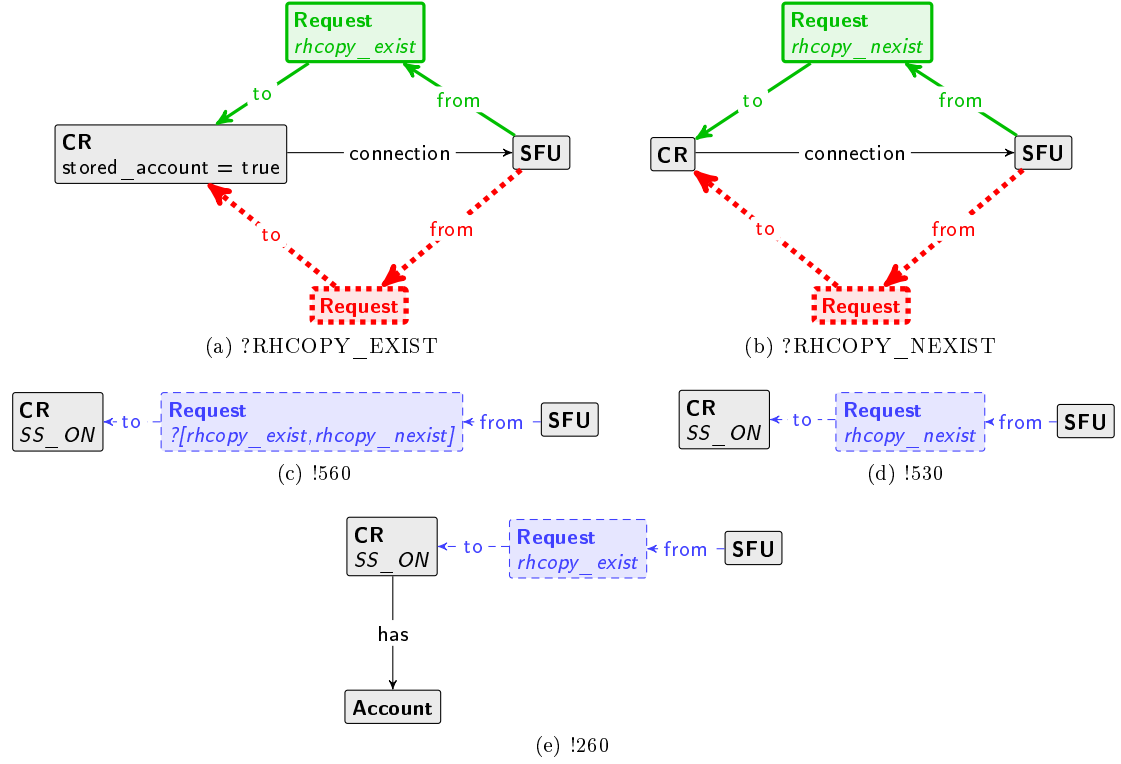 Request
rhcopy_exist
to
from
CR
stored_account = true
connection
SFU
to
from
Request
(a) ?RHCOPY_EXIST
Request
rhcopy_nexist
to
from
CR
connection
SFU
to
from
Request
(b) ?RHCOPY_NEXIST
CR
SS_ON
to
Request
?[rhcopy_exist,rhcopy_nexist]
from
SFU
(c) !560
CR
SS_ON
to
Request
rhcopy_nexist
from
SFU
(d) !530
CR
SS_ON
to
Request
rhcopy_exist
from
SFU
has
Account
(e) !260